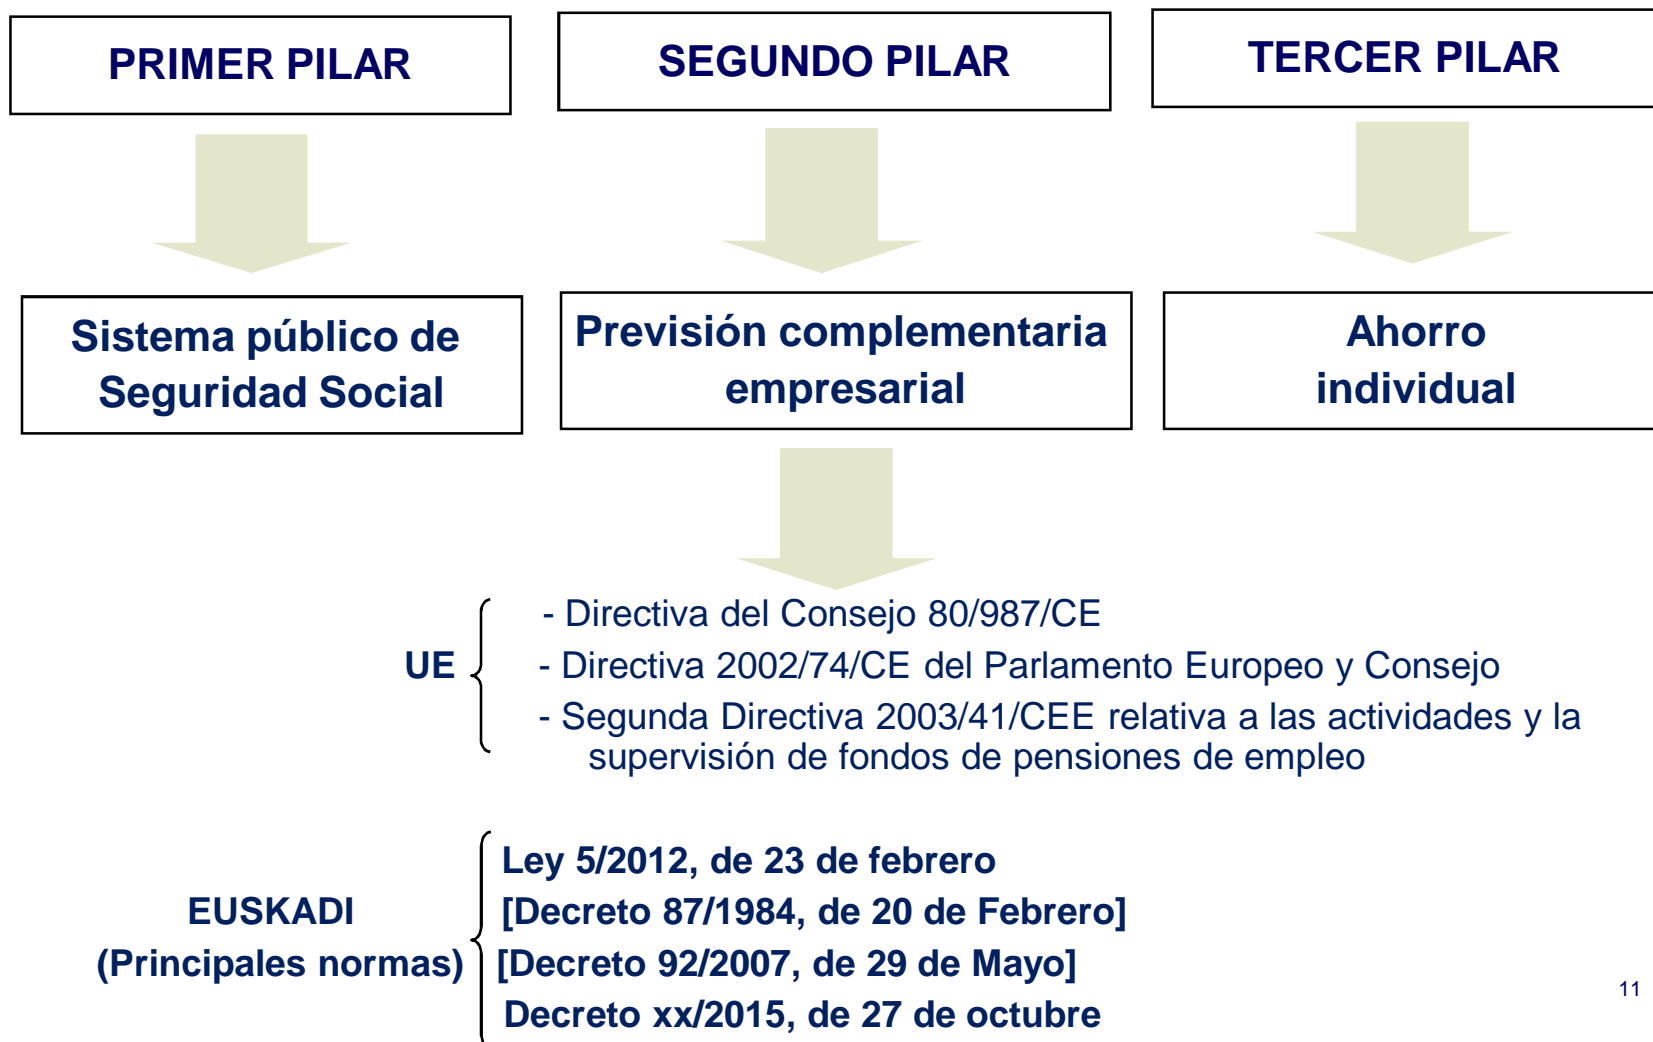 PRIMER PILAR
SEGUNDO PILAR
TERCER PILAR
Sistema público de
Seguridad Social
Previsión complementaria
empresarial
Ahorro
individual
UE
- Directiva del Consejo 80/987/CE
- Directiva 2002/74/CE del Parlamento Europeo y Consejo
- Segunda Directiva 2003/41/CEE relativa a las actividades y la
supervisión de fondos de pensiones de empleo
EUSKADI
(Principales normas)
Ley 5/2012, de 23 de febrero
[Decreto 87/1984, de 20 de Febrero]
[Decreto 92/2007, de 29 de Mayo]
Decreto xx/2015, de 27 de octubre
11